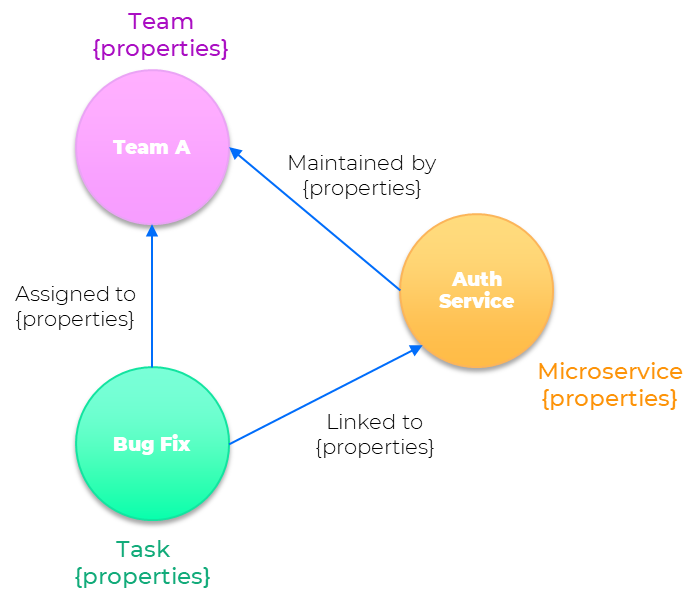 Team
{properties}
Team A
Maintained by
{properties}
Auth
Service
Assigned to
{properties}
Microservice
{properties}
Linked to
{properties}
Bug Fix
Task
{properties}